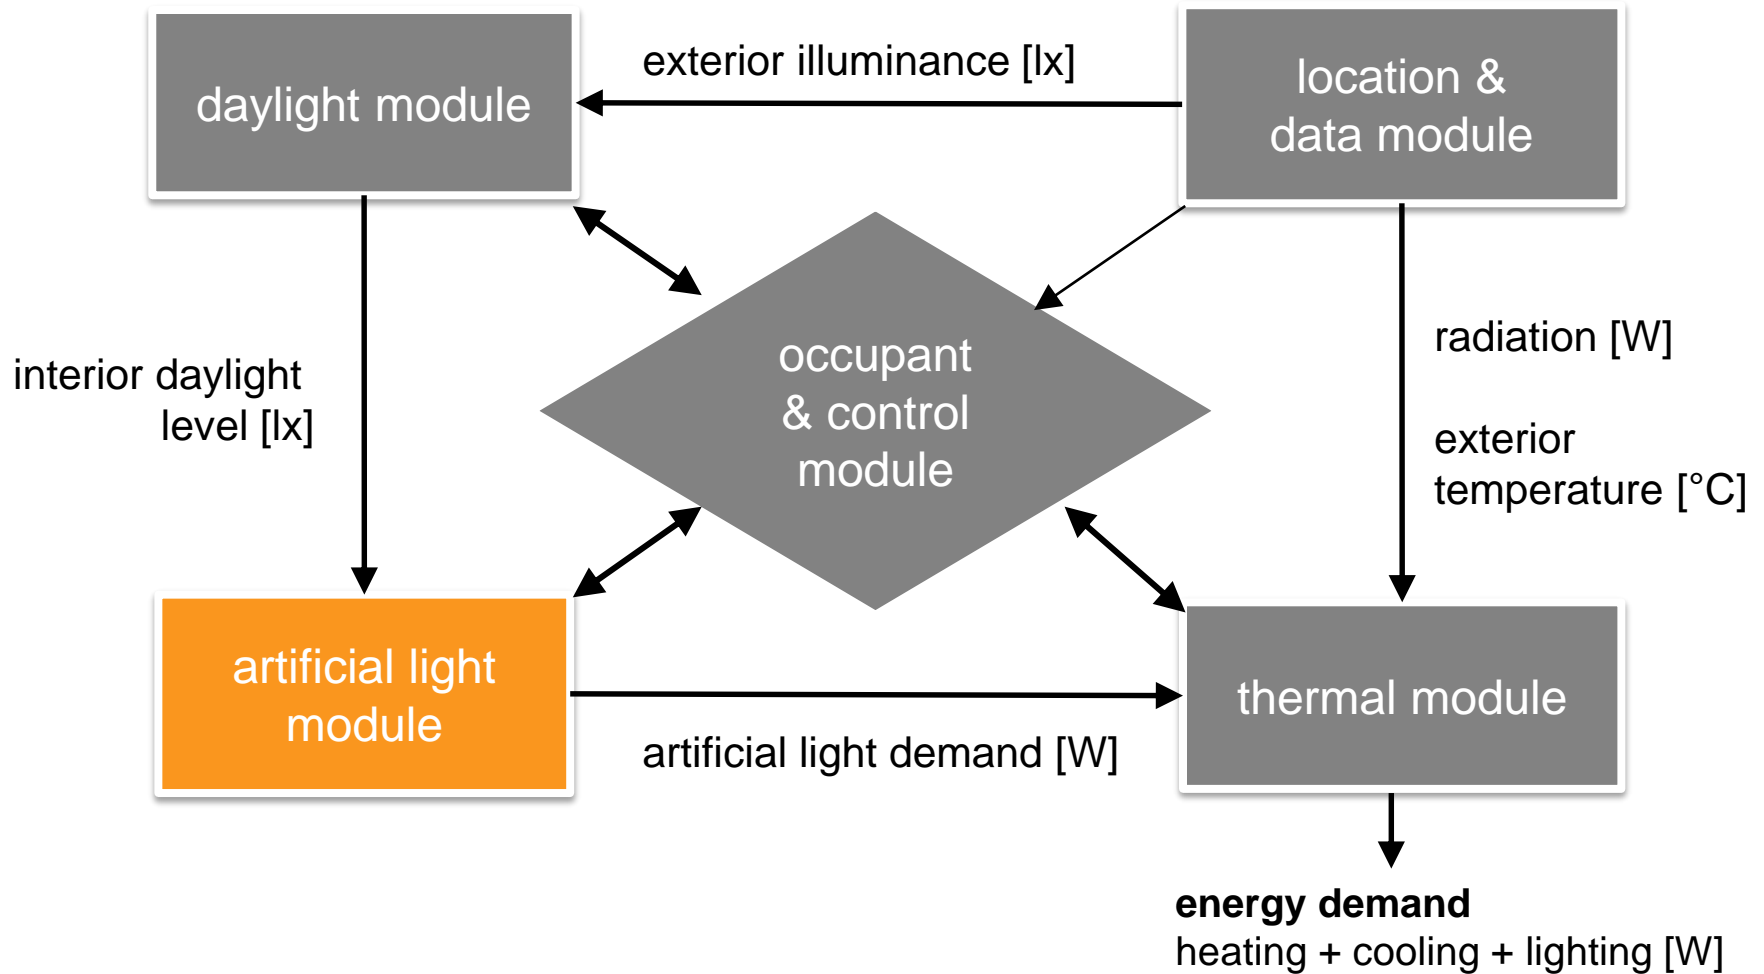 daylight module
exterior illuminance [lx]
location &
data module
interior daylight
level [lx]
occupant
& control
module
radiation [W]
exterior
temperature [°C]
artificial light
module
artificial light demand [W]
thermal module
energy demand
heating + cooling + lighting [W]